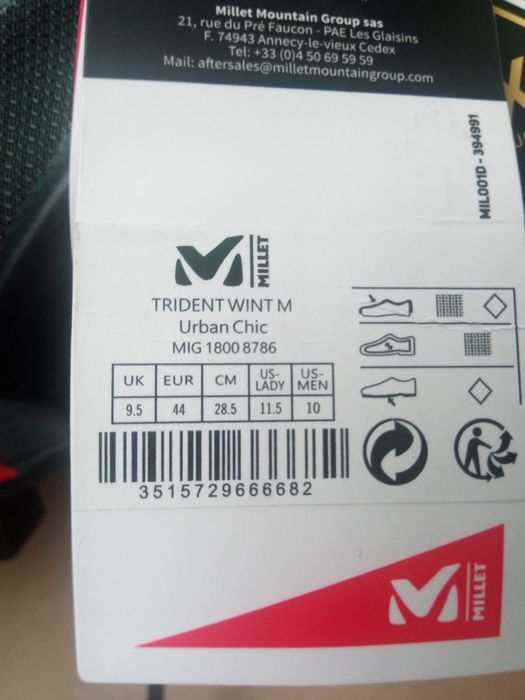 Millet Mountain Group sas
21, rue du Pré Faucon - PAE Les Glaisins
F. 74943 Annecy-le-vieux Cedex
Tel: +33 (0)4 50 69 59 59
Mail: aftersales@milletmountaingroup.com
MIL001D - 394991
MILLET
TRIDENT WINT M
Urban Chic
MIG 1800 8786
UK EUR CM US-LADY US-MEN
9.5 44 28.5 11.5 10
3515729666682
MILLET